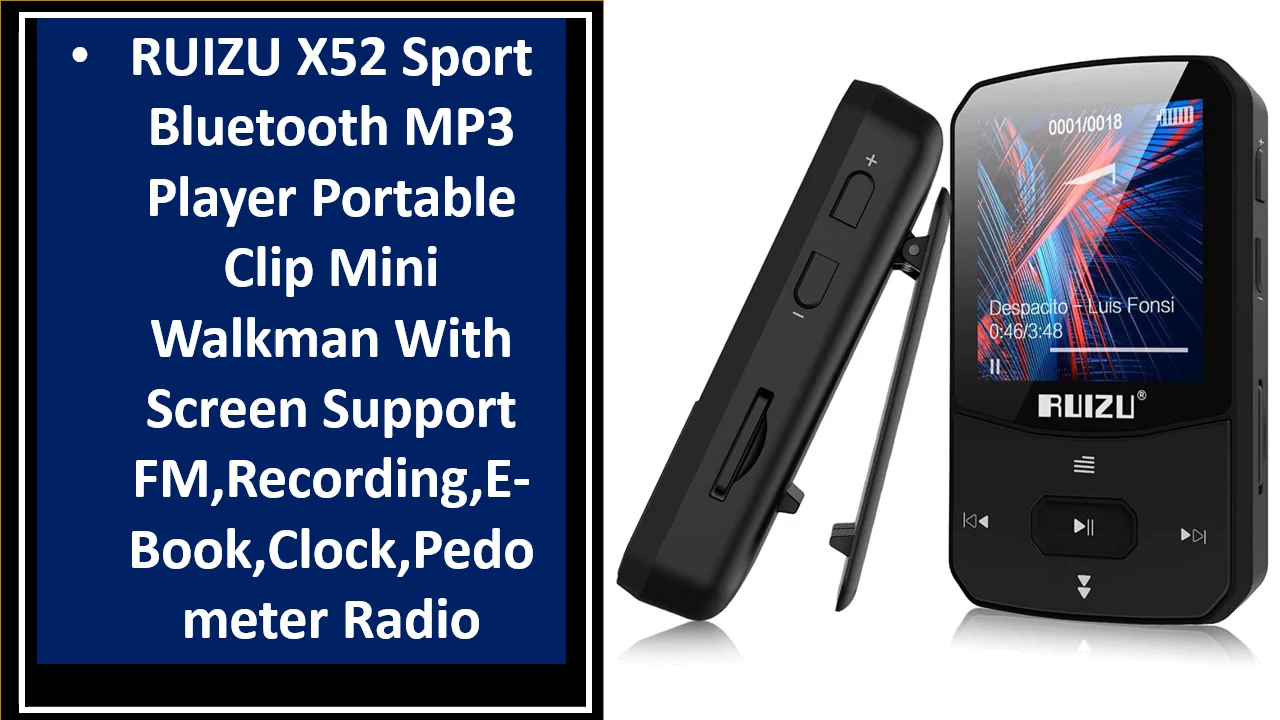 • RUIZU X52 Sport
Bluetooth MP3
Player Portable
Clip Mini
Walkman With
Screen Support
FM,Recording,E-
Book,Clock,Pedo
meter Radio
+
−
0001/0018
Despacito – Luis Fonsi
0:46/3:48
RUIZU®
+
−